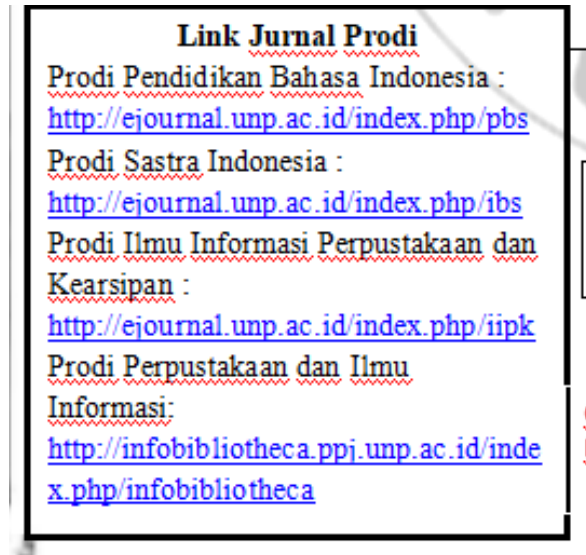 Link Jurnal Prodi
Prodi Pendidikan Bahasa Indonesia :
http://ejournal.unp.ac.id/index.php/pbs
Prodi Sastra Indonesia :
http://ejournal.unp.ac.id/index.php/ibs
Prodi Ilmu Informasi Perpustakaan dan
Kearsipan :
http://ejournal.unp.ac.id/index.php/iipk
Prodi Perpustakaan dan Ilmu
Informasi:
http://infobibliotheca.ppj.unp.ac.id/inde
x.php/infobibliotheca